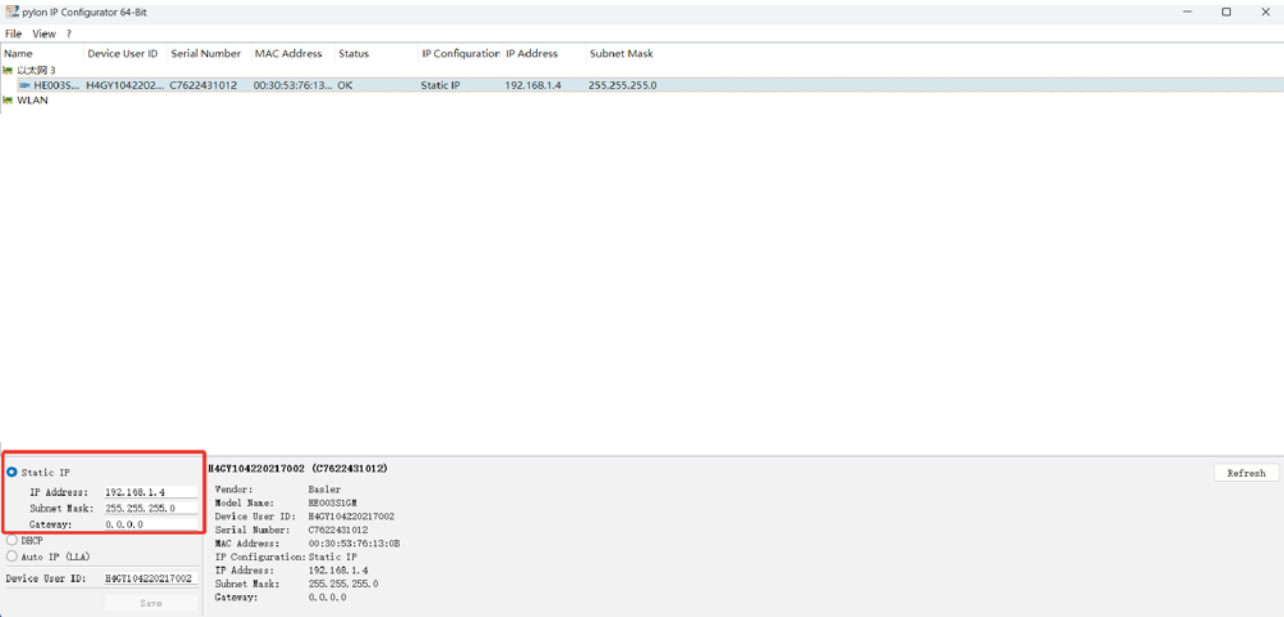 pylon IP Configurator 64-Bit
File View ?
Name Device User ID Serial Number MAC Address Status IP Configuration IP Address Subnet Mask
以太网 3
HE003S... H4GY1042202... C7622431012 00:30:53:76:13... OK Static IP 192.168.1.4 255.255.255.0
WLAN
Static IP
IP Address: 192.168.1.4
Subnet Mask: 255.255.255.0
Gateway: 0.0.0.0
DHCP
Auto IP (LLA)
Device User ID: H4GY104220217002
Save
H4GY104220217002 (C7622431012)
Vendor: Basler
Model Name: HE003S1GM
Device User ID: H4GY104220217002
Serial Number: C7622431012
MAC Address: 00:30:53:76:13:0B
IP Configuration: Static IP
IP Address: 192.168.1.4
Subnet Mask: 255.255.255.0
Gateway: 0.0.0.0
Refresh